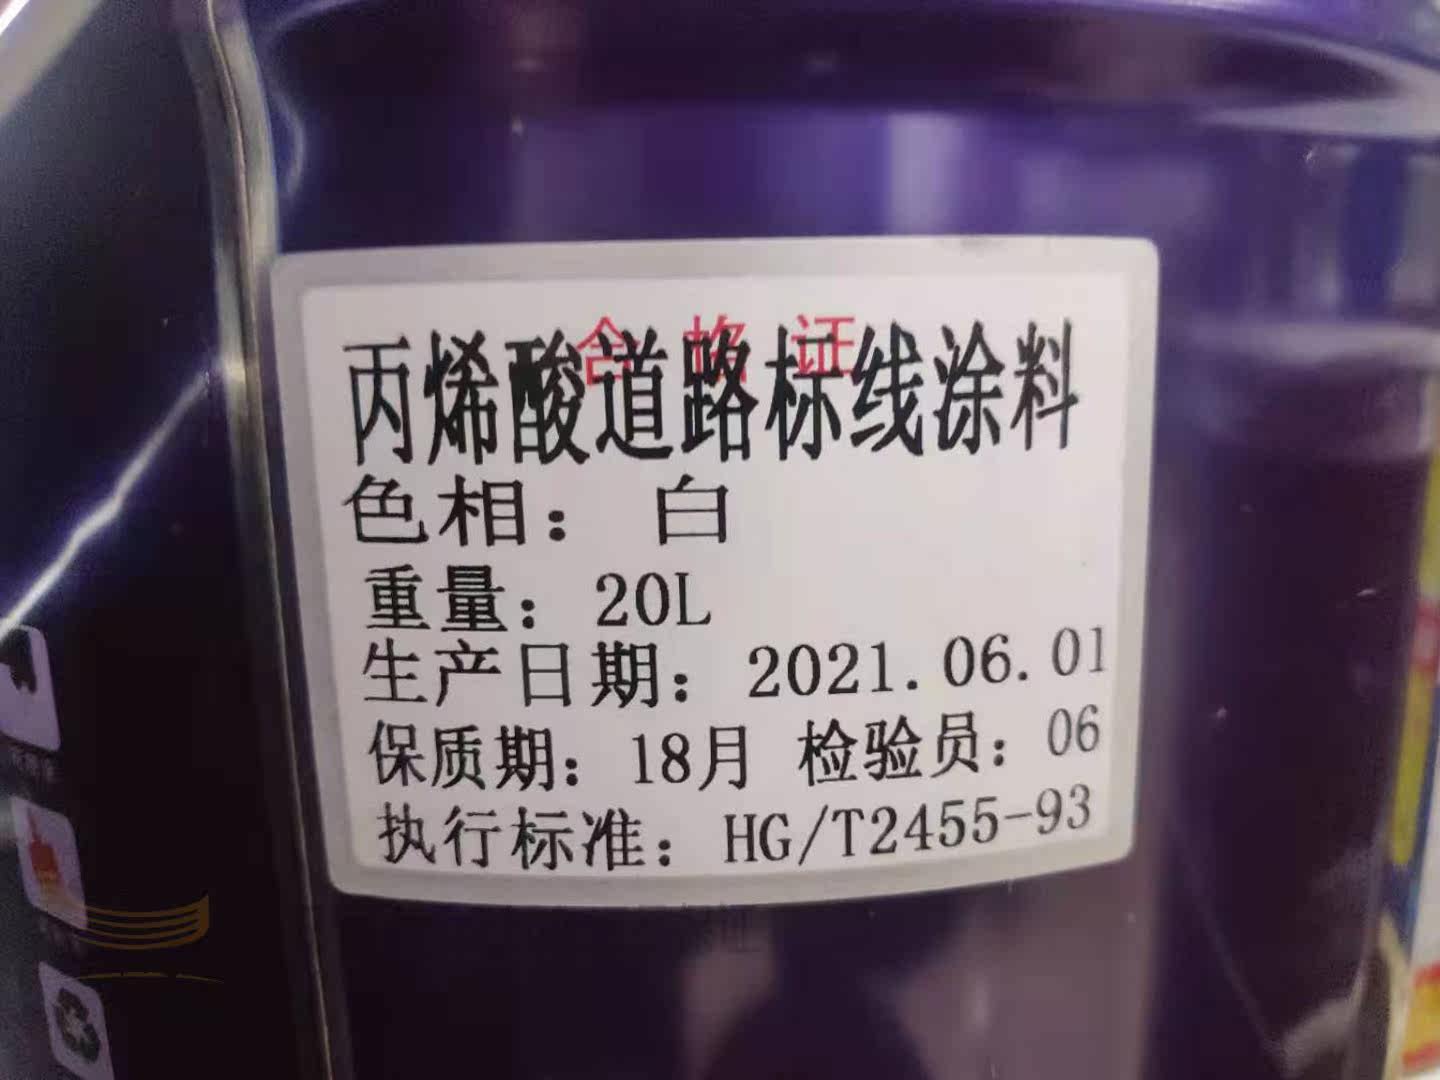 合格证
丙烯酸道路标线涂料
色相： 白
重量：20L
生产日期：2021.06.01
保质期：18月 检验员：06
执行标准：HG/T2455-93